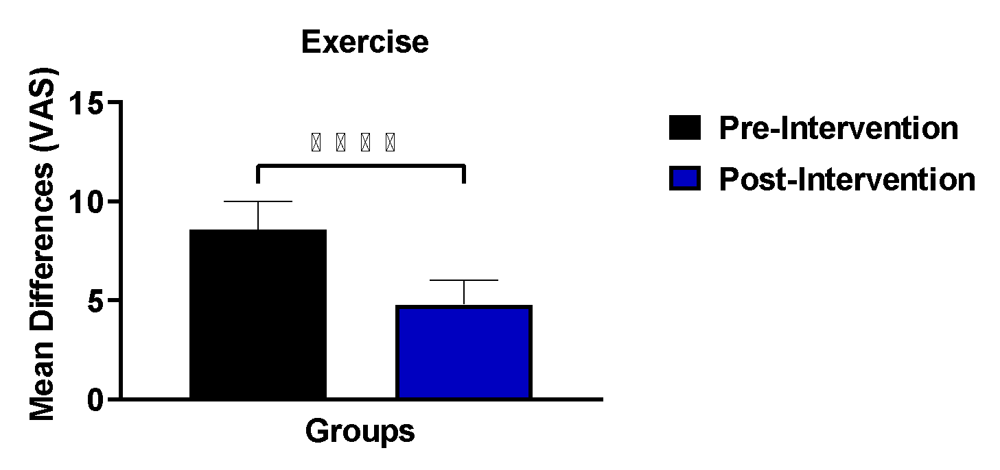 Exercise
Mean Differences (VAS)
15
10
5
0
Groups
Pre-Intervention
Post-Intervention